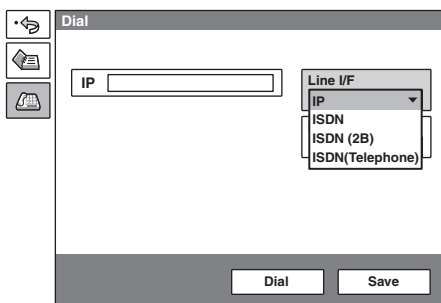 Dial
IP
Line I/F
IP
ISDN
ISDN (2B)
ISDN(Telephone)
Dial
Save